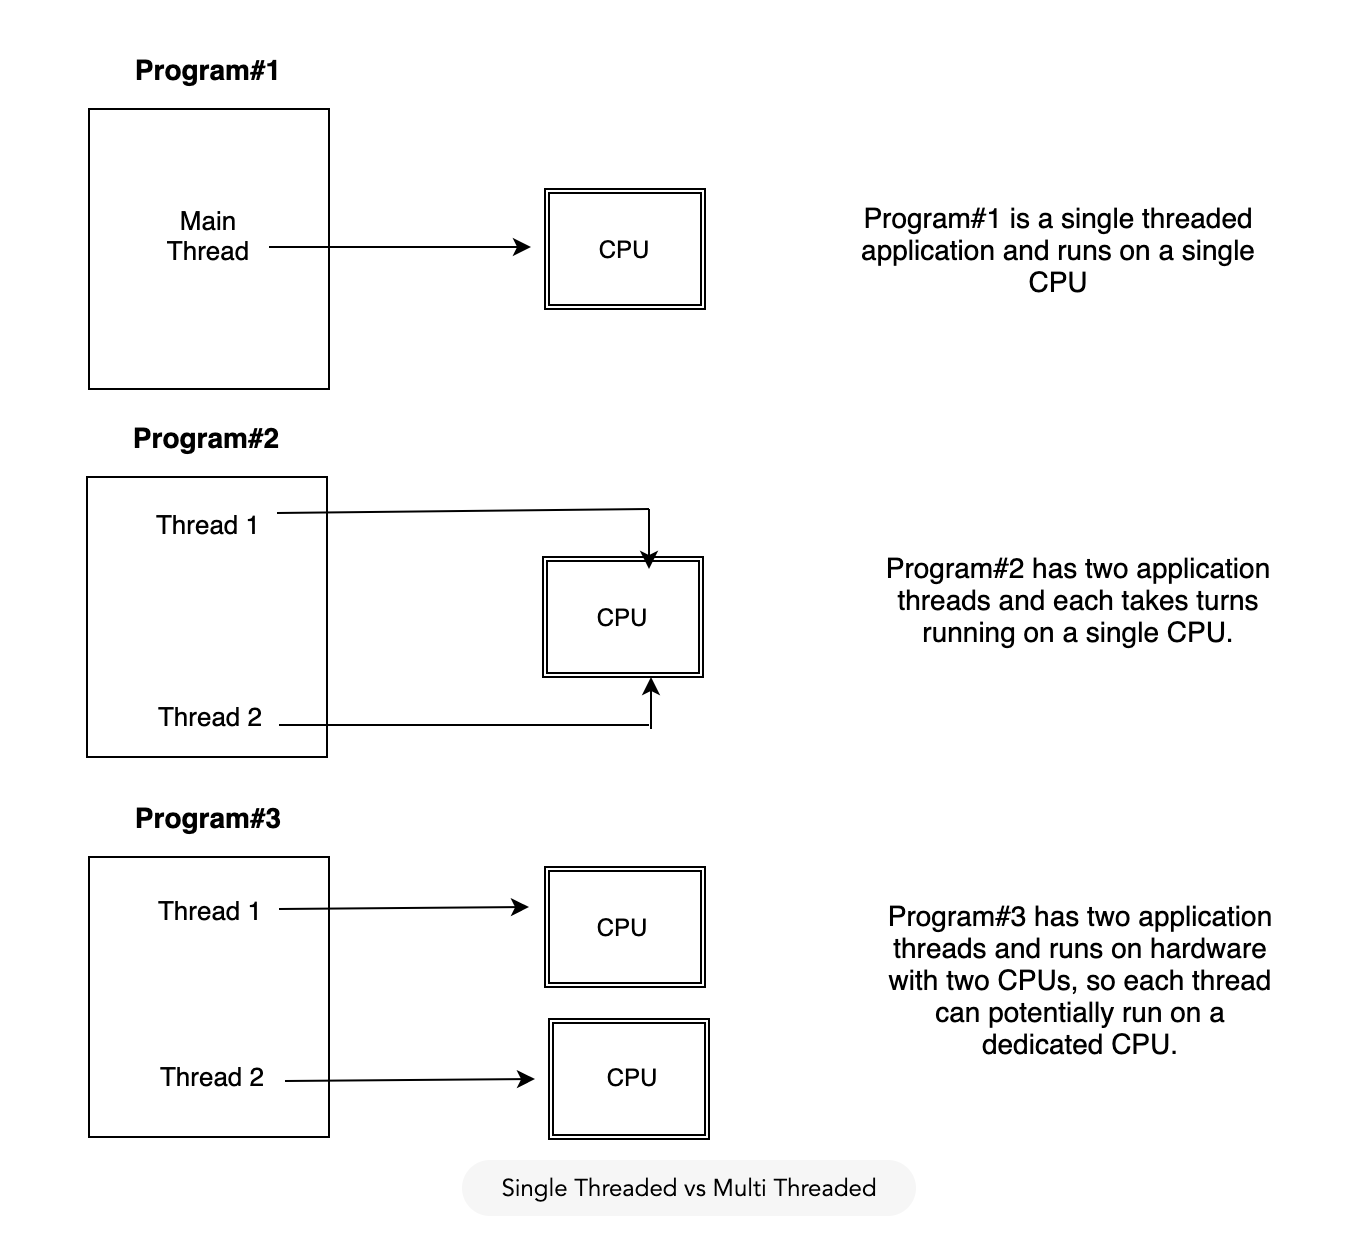 Program#1
Main
Thread
CPU
Program#1 is a single threaded
application and runs on a single
CPU
Program#2
Thread 1
CPU
Thread 2
Program#2 has two application
threads and each takes turns
running on a single CPU.
Program#3
Thread 1
CPU
Thread 2
CPU
Program#3 has two application
threads and runs on hardware
with two CPUs, so each thread
can potentially run on a
dedicated CPU.
Single Threaded vs Multi Threaded